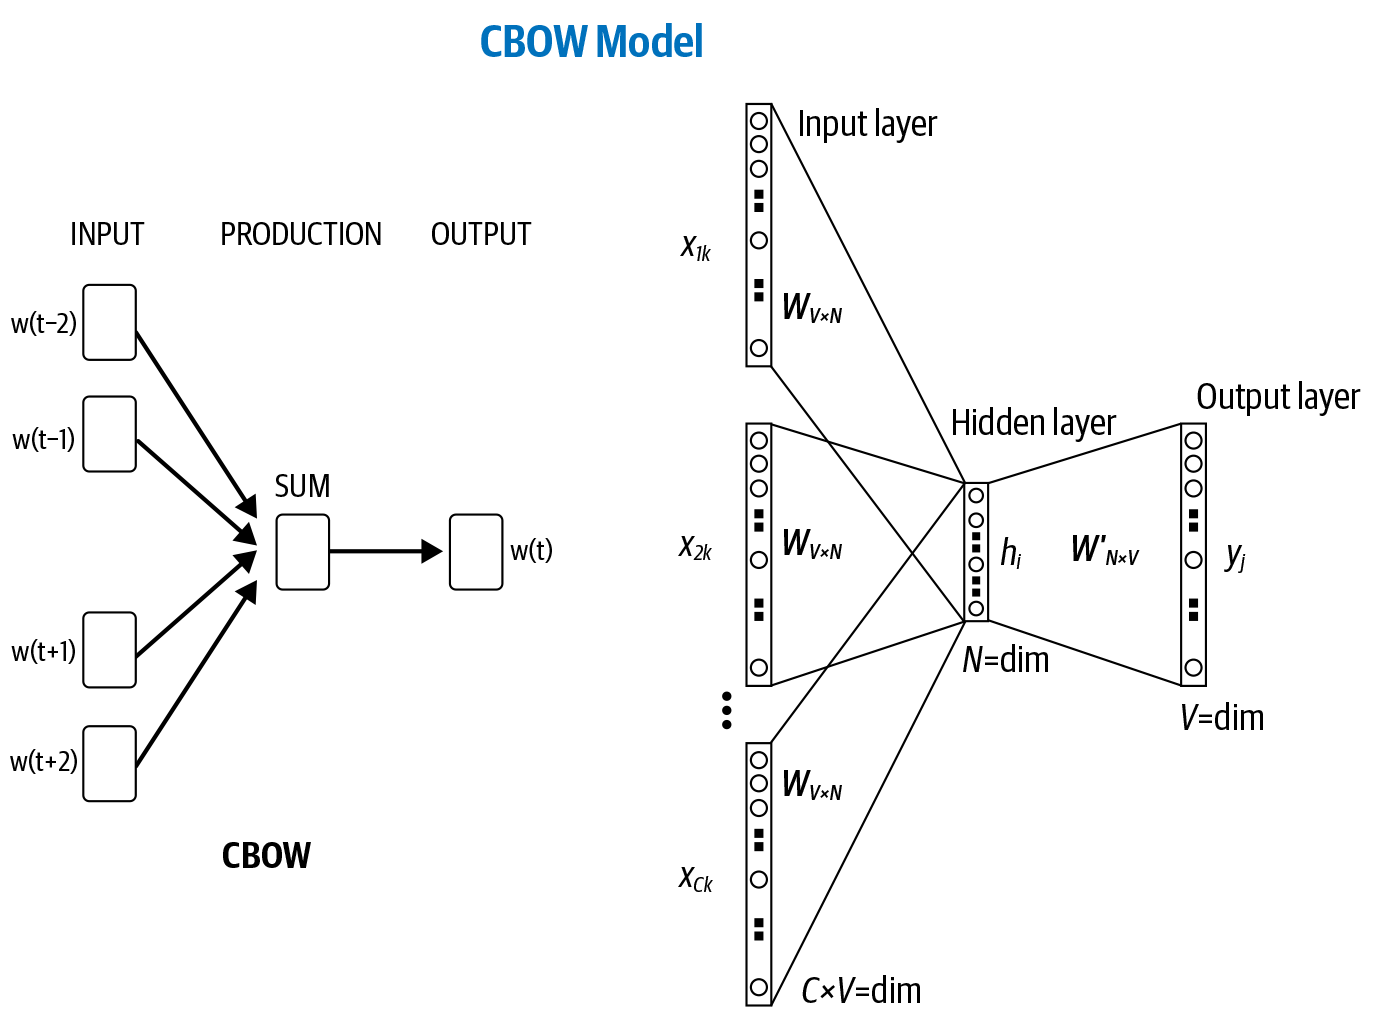 CBOW Model
INPUT PRODUCTION OUTPUT
w(t−2)
w(t−1)
SUM
w(t)
w(t+1)
w(t+2)
CBOW
Input layer
x1k
WV×N
Output layer
Hidden layer
x2k
WV×N
hi
W'N×V
yj
N=dim
V=dim
WV×N
xCk
C×V=dim